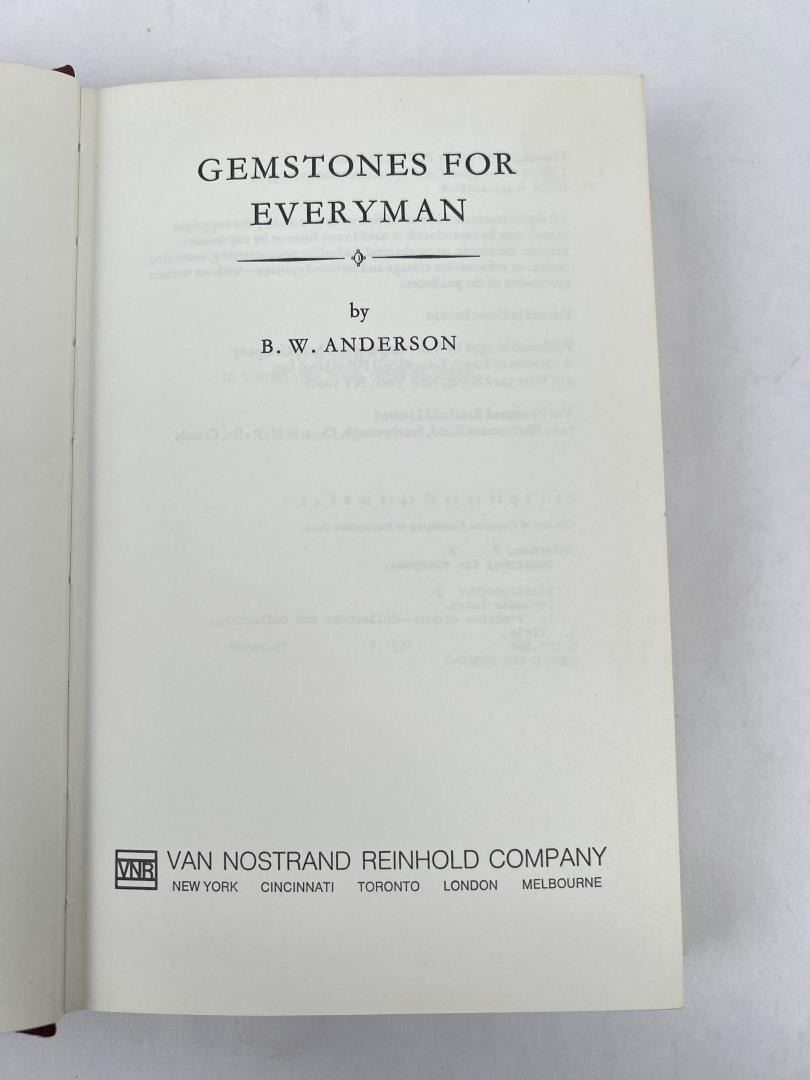 GEMSTONES FOR
EVERYMAN
by
B. W. ANDERSON
VNR VAN NOSTRAND REINHOLD COMPANY
NEW YORK CINCINNATI TORONTO LONDON MELBOURNE